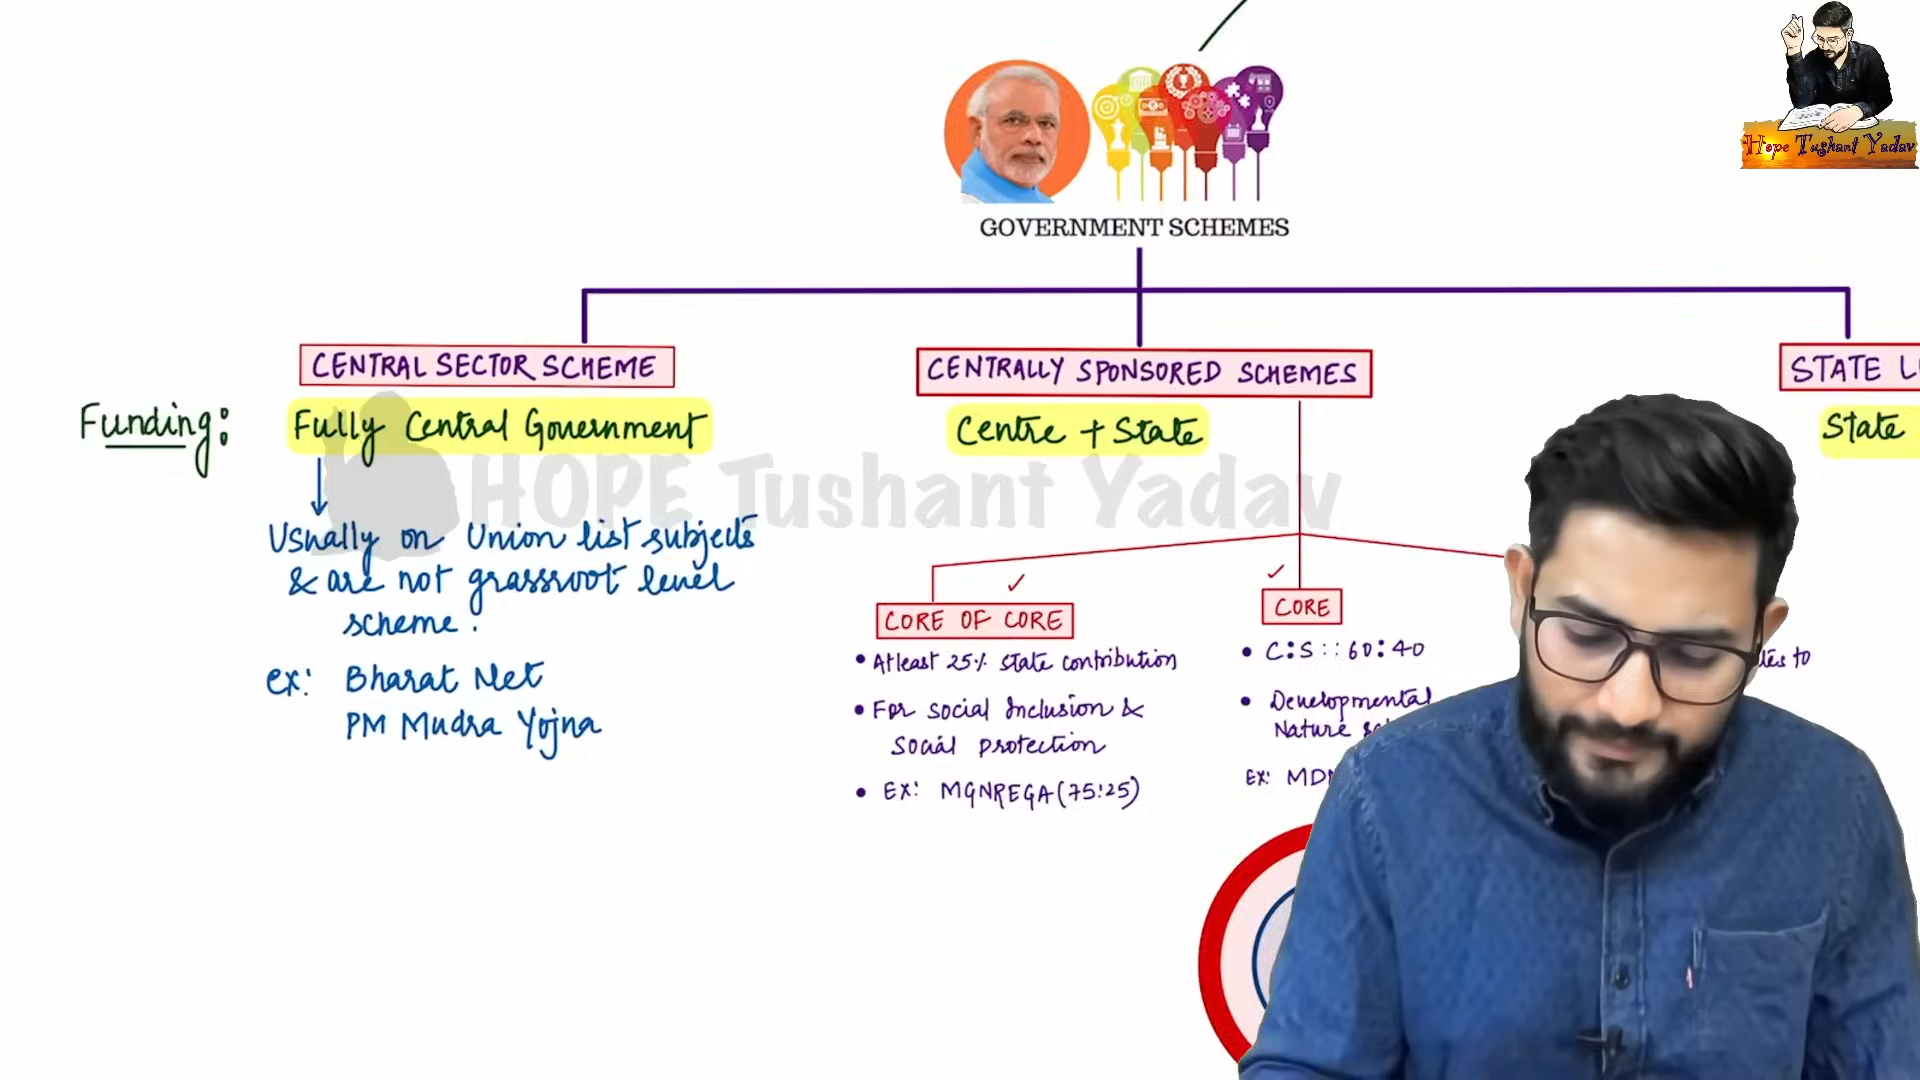 Hope Tushant Yadav
GOVERNMENT SCHEMES
CENTRAL SECTOR SCHEME
CENTRALLY SPONSORED SCHEMES
STATE
Funding:
Fully Central Government
Centre + State
State
HOPE Tushant Yadav
Usually on Union list subjects
& are not grassroot level
scheme.
ex: Bharat Net
PM Mudra Yojna
CORE OF CORE
• Atleast 25% state contribution
• For social Inclusion &
social protection
• Ex: MGNREGA (75:25)
CORE
• C:S :: 60:40
• Developmental
Nature
Ex:
to